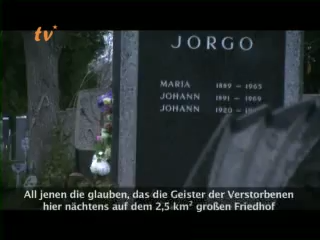 tv
JORGO
MARIA 1889 – 1965
JOHANN 1891 – 1969
JOHANN 1920 –
All jenen die glauben, das die Geister der Verstorbenen
hier nächtens auf dem 2,5 km² großen Friedhof